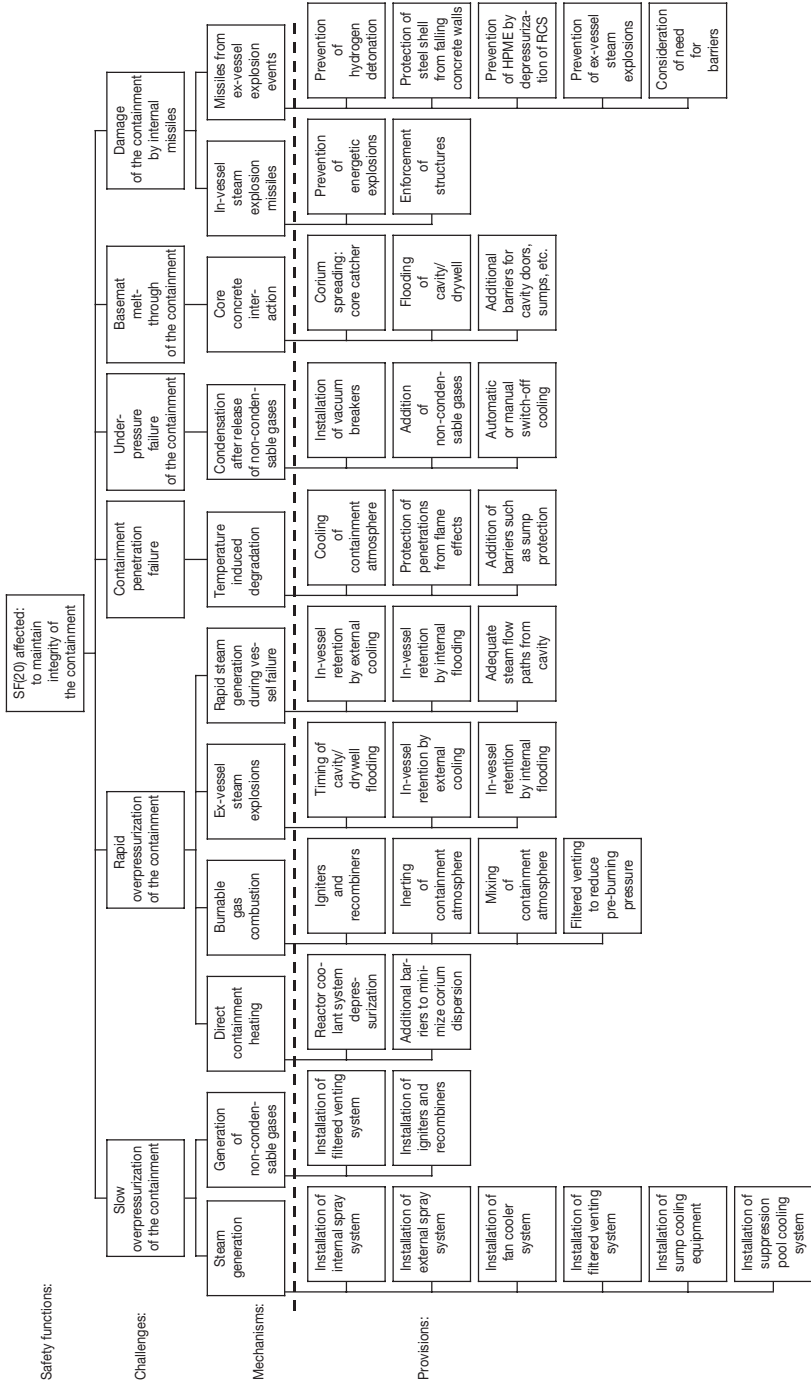 Safety functions:
SF(20) affected:
to maintain
integrity of
the containment
Challenges:
Slow
overpressurization
of the containment
Rapid
overpressurization
of the containment
Containment
penetration
failure
Under-
pressure
failure
of the containment
Basemat
melt-
through
of the containment
Damage
of the containment
by internal
missiles
Mechanisms:
Steam
generation
Generation
of
non-conden-
sable gases
Direct
containment
heating
Burnable
gas
combustion
Ex-vessel
steam
explosions
Rapid steam
generation
during ves-
sel failure
Temperature
induced
degradation
Condensation
after release
of non-conden-
sable gases
Core
concrete
inter-
action
In-vessel
steam
explosion
missiles
Missiles from
ex-vessel
explosion
events
Provisions:
Installation of
internal spray
system
Installation of
external spray
system
Installation of
fan cooler
system
Installation of
filtered venting
system
Installation of
sump cooling
equipment
Installation of
suppression
pool cooling
system
Installation of
filtered venting
system
Installation of
igniters and
recombiners
Reactor coo-
lant system
depres-
surization
Additional bar-
riers to mini-
mize corium
dispersion
Igniters
and
recombiners
Inerting
of
containment
atmosphere
Mixing
of
containment
atmosphere
Filtered venting
to reduce
pre-burning
pressure
Timing of
cavity/
drywell
flooding
In-vessel
retention by
external
cooling
In-vessel
retention
by internal
flooding
In-vessel
retention
by external
cooling
In-vessel
retention
by internal
flooding
Adequate
steam flow
paths from
cavity
Cooling
of
containment
atmosphere
Protection of
penetrations
from flame
effects
Addition of
barriers such
as sump
protection
Installation
of vacuum
breakers
Addition
of
non-conden-
sable gases
Automatic
or manual
switch-off
cooling
Corium
spreading:
core catcher
Flooding
of
cavity/
drywell
Additional
barriers for
cavity doors,
sumps, etc.
Prevention
of
energetic
explosions
Enforcement
of
structures
Prevention
of
hydrogen
detonation
Protection of
steel shell
from falling
concrete walls
Prevention
of HPME by
depressuriza-
tion of RCS
Prevention
of ex-vessel
steam
explosions
Consideration
of need
for
barriers